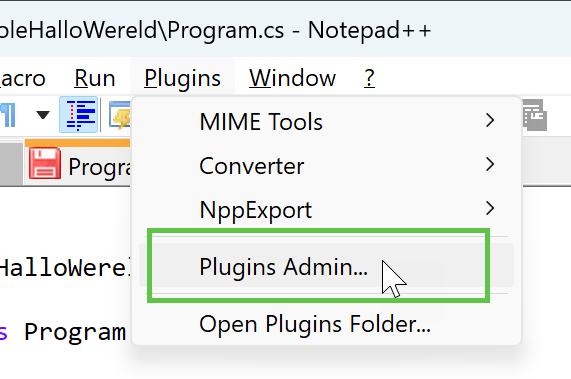 oleHalloWereld\Program.cs - Notepad++
acro Run Plugins Window ?
MIME Tools
Progra
Converter
NppExport
HalloWerel
Plugins Admin...
s Program
Open Plugins Folder...